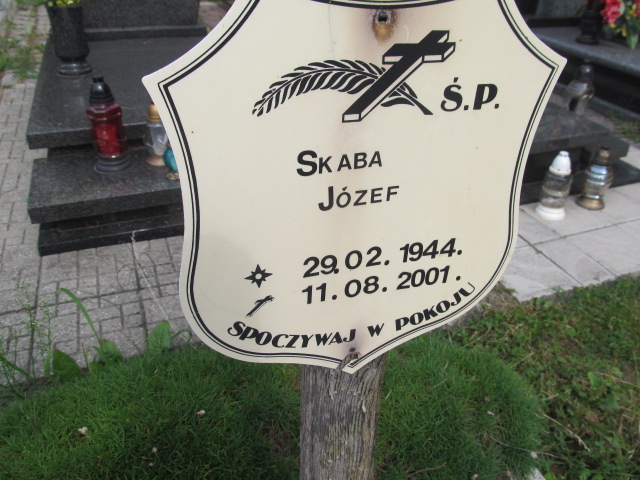 Ś.P.
SKABA
JÓZEF
29.02. 1944.
11.08. 2001.
SPOCZYWAJ W POKOJU